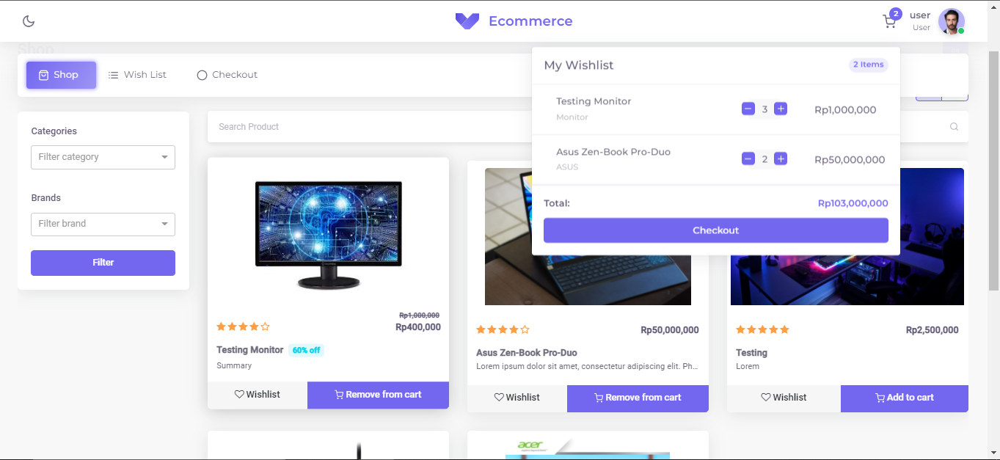 Ecommerce
2
user
User
Shop
Shop
Wish List
Checkout
My Wishlist
2 Items
Testing Monitor
Monitor
3
Rp1,000,000
Asus Zen-Book Pro-Duo
ASUS
2
Rp50,000,000
Total:
Rp103,000,000
Checkout
Categories
Filter category
Brands
Filter brand
Filter
Search Product
Rp1,000,000
Rp400,000
Testing Monitor
60% off
Summary
Wishlist
Remove from cart
Rp50,000,000
Asus Zen-Book Pro-Duo
Lorem ipsum dolor sit amet, consectetur adipiscing elit. Ph...
Wishlist
Remove from cart
Rp2,500,000
Testing
Lorem
Wishlist
Add to cart
acer